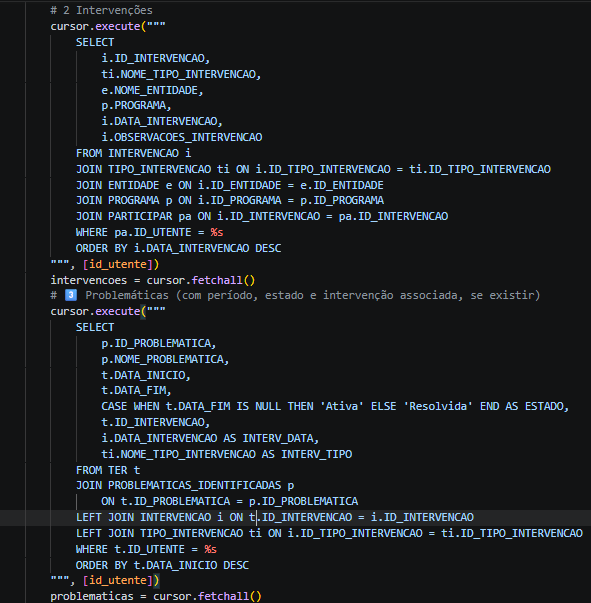 # 2 Intervenções
cursor.execute("""
SELECT
i.ID_INTERVENCAO,
ti.NOME_TIPO_INTERVENCAO,
e.NOME_ENTIDADE,
p.PROGRAMA,
i.DATA_INTERVENCAO,
i.OBSERVACOES_INTERVENCAO
FROM INTERVENCAO i
JOIN TIPO_INTERVENCAO ti ON i.ID_TIPO_INTERVENCAO = ti.ID_TIPO_INTERVENCAO
JOIN ENTIDADE e ON i.ID_ENTIDADE = e.ID_ENTIDADE
JOIN PROGRAMA p ON i.ID_PROGRAMA = p.ID_PROGRAMA
JOIN PARTICIPAR pa ON i.ID_INTERVENCAO = pa.ID_INTERVENCAO
WHERE pa.ID_UTENTE = %s
ORDER BY i.DATA_INTERVENCAO DESC
""", [id_utente])
intervencoes = cursor.fetchall()
# 3️⃣ Problemáticas (com período, estado e intervenção associada, se existir)
cursor.execute("""
SELECT
p.ID_PROBLEMATICA,
p.NOME_PROBLEMATICA,
t.DATA_INICIO,
t.DATA_FIM,
CASE WHEN t.DATA_FIM IS NULL THEN 'Ativa' ELSE 'Resolvida' END AS ESTADO,
t.ID_INTERVENCAO,
i.DATA_INTERVENCAO AS INTERV_DATA,
ti.NOME_TIPO_INTERVENCAO AS INTERV_TIPO
FROM TER t
JOIN PROBLEMATICAS_IDENTIFICADAS p
ON t.ID_PROBLEMATICA = p.ID_PROBLEMATICA
LEFT JOIN INTERVENCAO i ON t.ID_INTERVENCAO = i.ID_INTERVENCAO
LEFT JOIN TIPO_INTERVENCAO ti ON i.ID_TIPO_INTERVENCAO = ti.ID_TIPO_INTERVENCAO
WHERE t.ID_UTENTE = %s
ORDER BY t.DATA_INICIO DESC
""", [id_utente])
problematicas = cursor.fetchall()